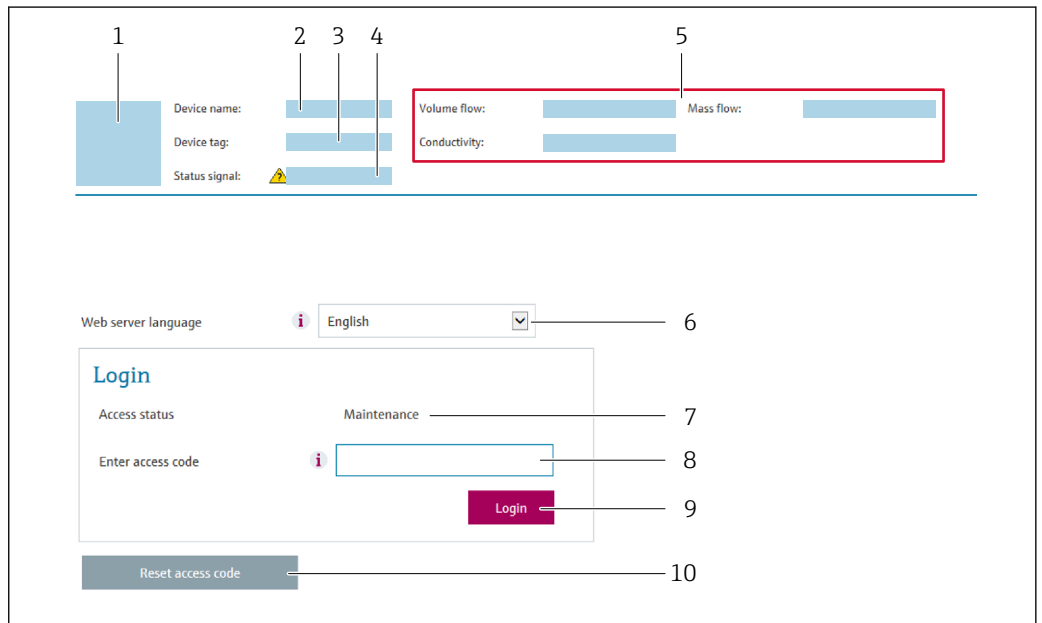 1 2 3 4 5
Device name: Volume flow: Mass flow:
Device tag: Conductivity:
Status signal: ?
Web server language i English 6
Login
Access status Maintenance 7
Enter access code i 8
Login 9
Reset access code 10